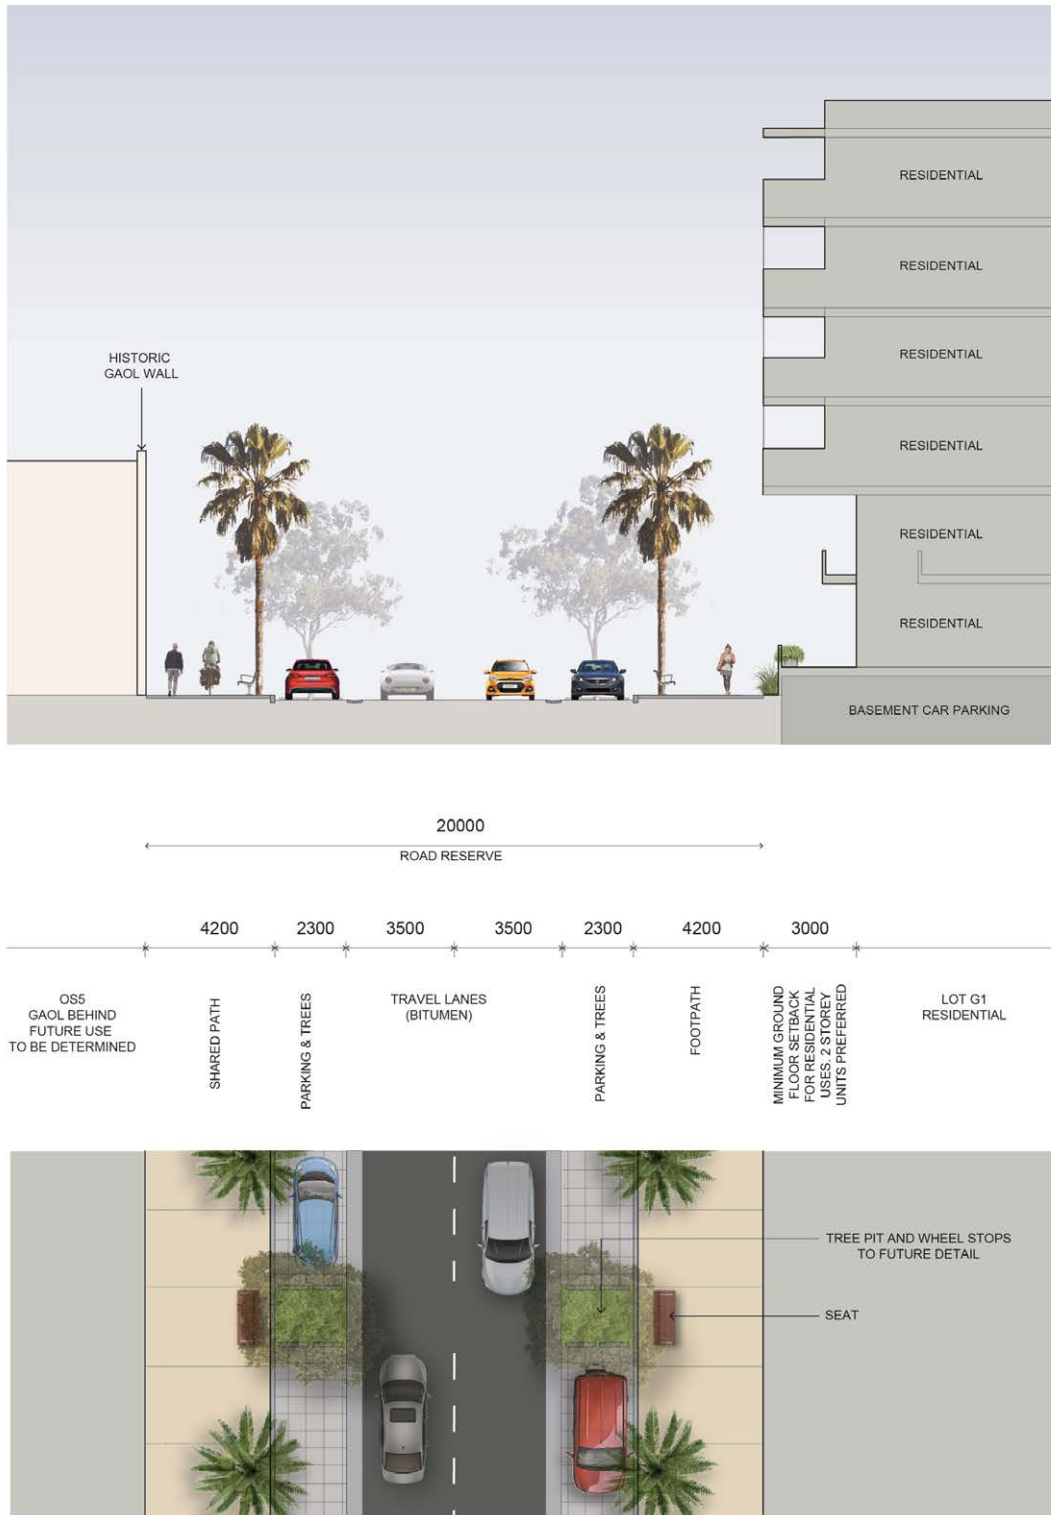 RESIDENTIAL
RESIDENTIAL
HISTORIC
GAOL WALL
RESIDENTIAL
RESIDENTIAL
RESIDENTIAL
RESIDENTIAL
BASEMENT CAR PARKING
20000
ROAD RESERVE
4200
2300
3500
3500
2300
4200
3000
OS5
GAOL BEHIND
FUTURE USE
TO BE DETERMINED
SHARED PATH
PARKING & TREES
TRAVEL LANES
(BITUMEN)
PARKING & TREES
FOOTPATH
MINIMUM GROUND
FLOOR SETBACK
FOR RESIDENTIAL
USES. 2 STOREY
UNITS PREFERRED
LOT G1
RESIDENTIAL
TREE PIT AND WHEEL STOPS
TO FUTURE DETAIL
SEAT